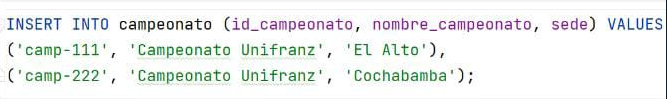 INSERT INTO campeonato (id_campeonato, nombre_campeonato, sede) VALUES
('camp-111', 'Campeonato Unifranz', 'El Alto'),
('camp-222', 'Campeonato Unifranz', 'Cochabamba');